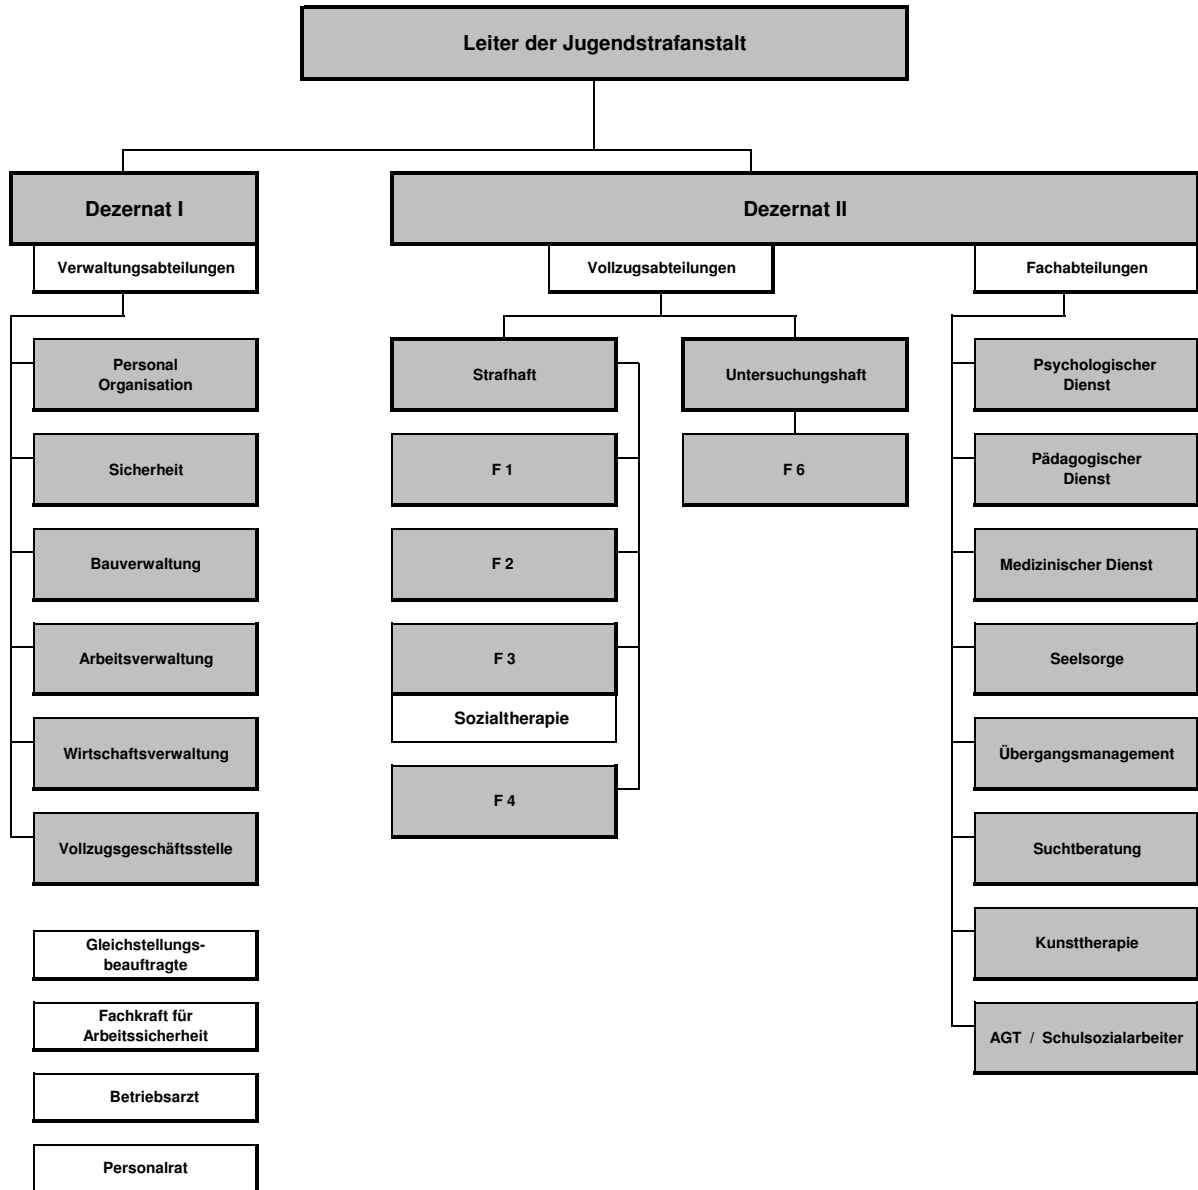 Leiter der Jugendstrafanstalt
Dezernat I
Dezernat II
Verwaltungsabteilungen
Vollzugsabteilungen
Fachabteilungen
Personal
Organisation
Sicherheit
Bauverwaltung
Arbeitsverwaltung
Wirtschaftsverwaltung
Vollzugsgeschäftsstelle
Gleichstellungs-
beauftragte
Fachkraft für
Arbeitssicherheit
Betriebsarzt
Personalrat
Strafhaft
F 1
F 2
F 3
Sozialtherapie
F 4
Untersuchungshaft
F 6
Psychologischer
Dienst
Pädagogischer
Dienst
Medizinischer Dienst
Seelsorge
Übergangsmanagement
Suchtberatung
Kunsttherapie
AGT / Schulsozialarbeiter